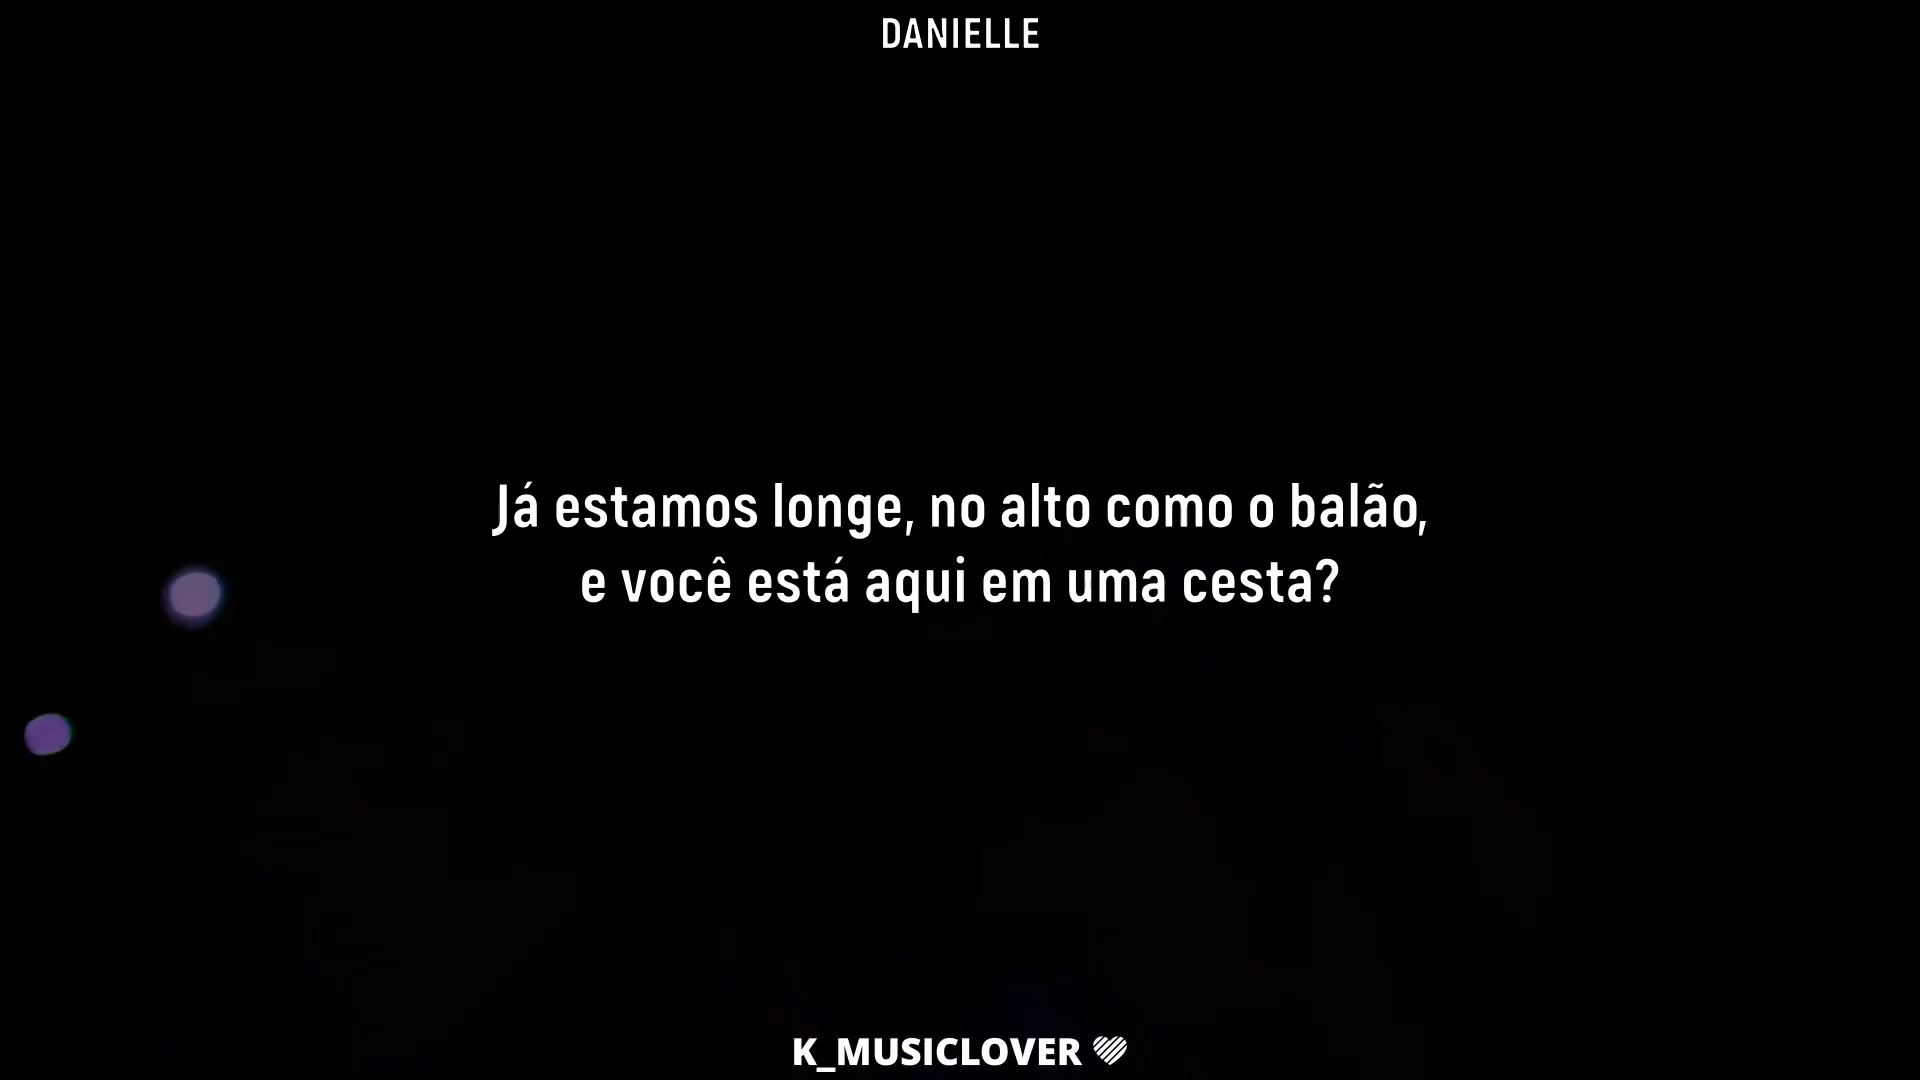 DANIELLE
Já estamos longe, no alto como o balão,
e você está aqui em uma cesta?
K_MUSICLOVER